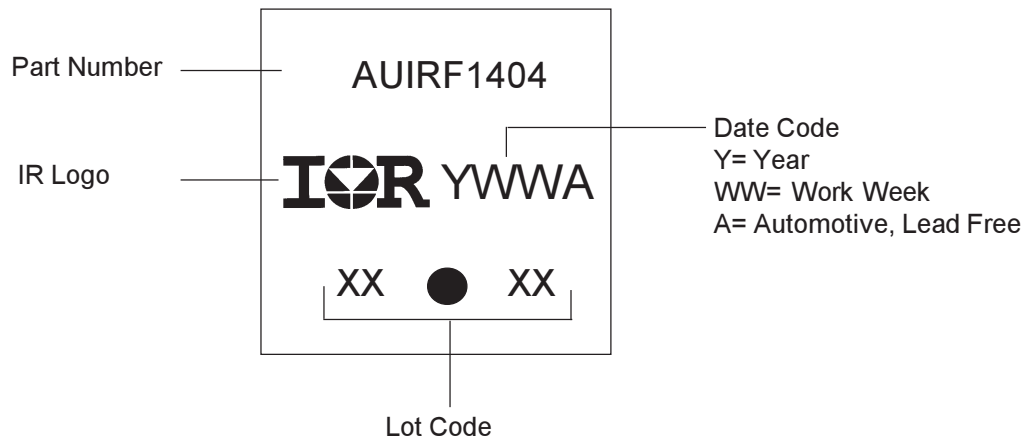 Part Number
AUIRF1404
IR Logo
IOR YWWA
Date Code
Y= Year
WW= Work Week
A= Automotive, Lead Free
XX ● XX
Lot Code